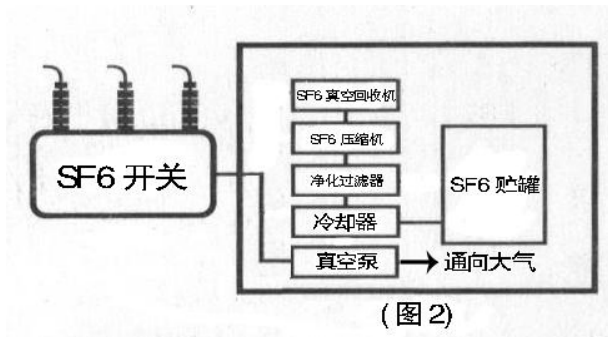 SF6 真空回收机
SF6 压缩机
SF6 开关
净化过滤器
SF6 贮罐
冷却器
真空泵
通向大气
(图2)